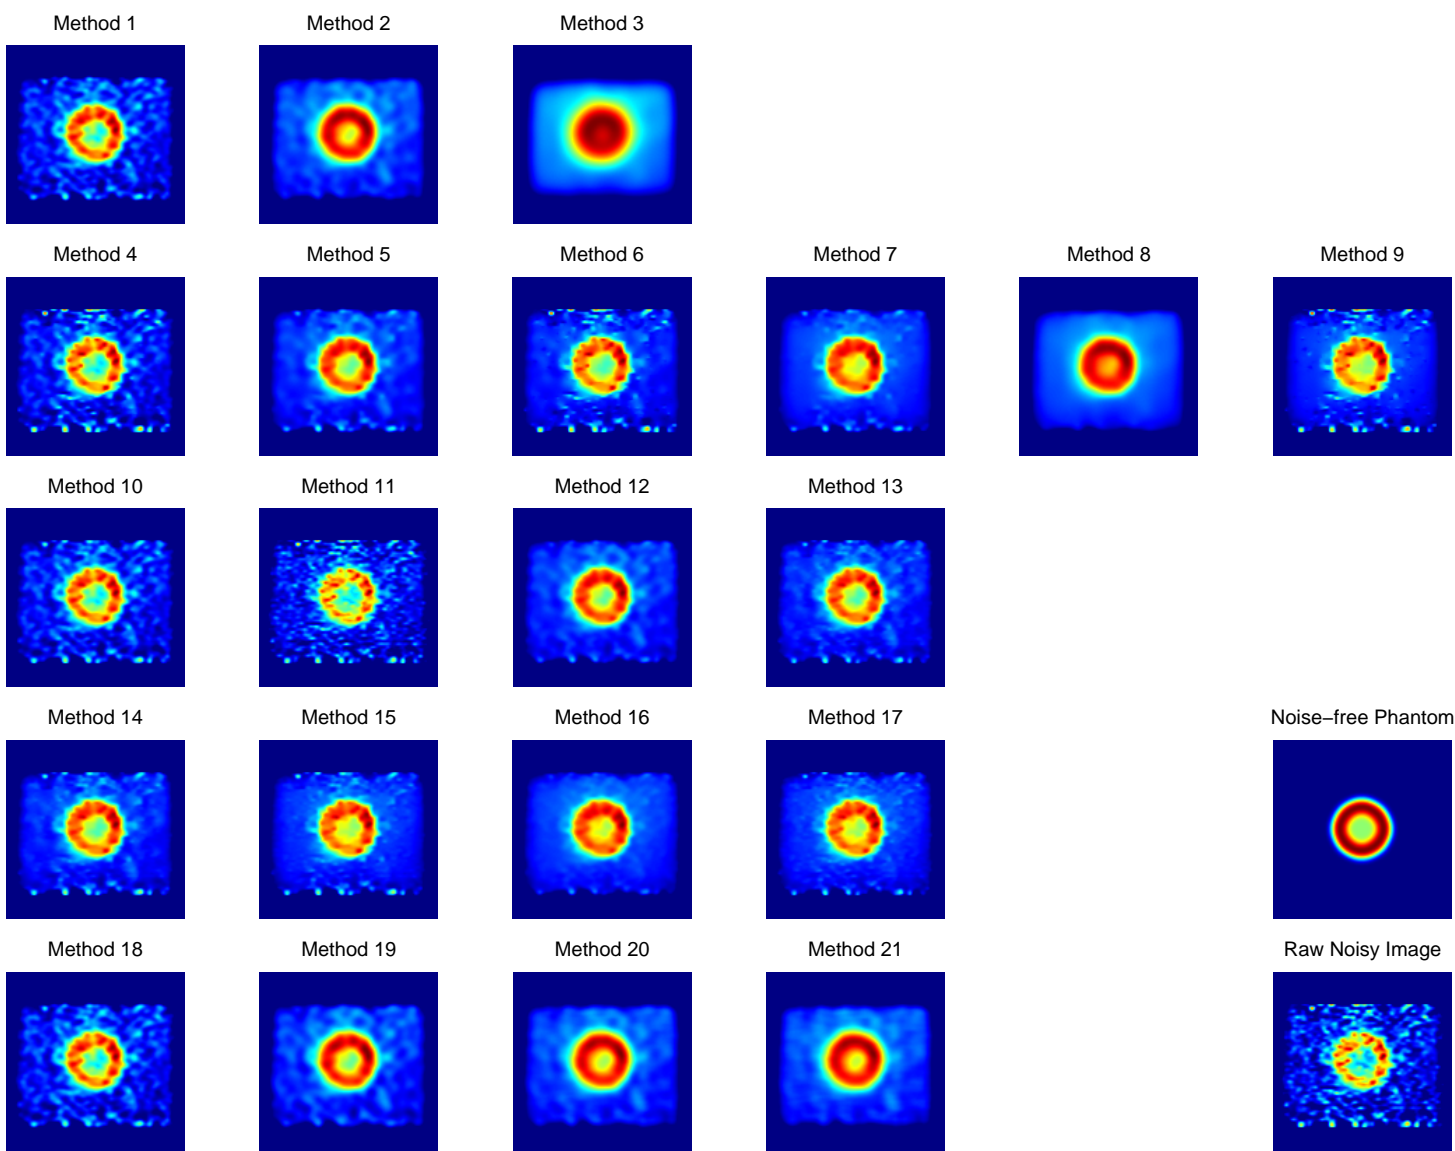 Method 1
Method 2
Method 3
Method 4
Method 5
Method 6
Method 7
Method 8
Method 9
Method 10
Method 11
Method 12
Method 13
Method 14
Method 15
Method 16
Method 17
Noise−free Phantom
Method 18
Method 19
Method 20
Method 21
Raw Noisy Image